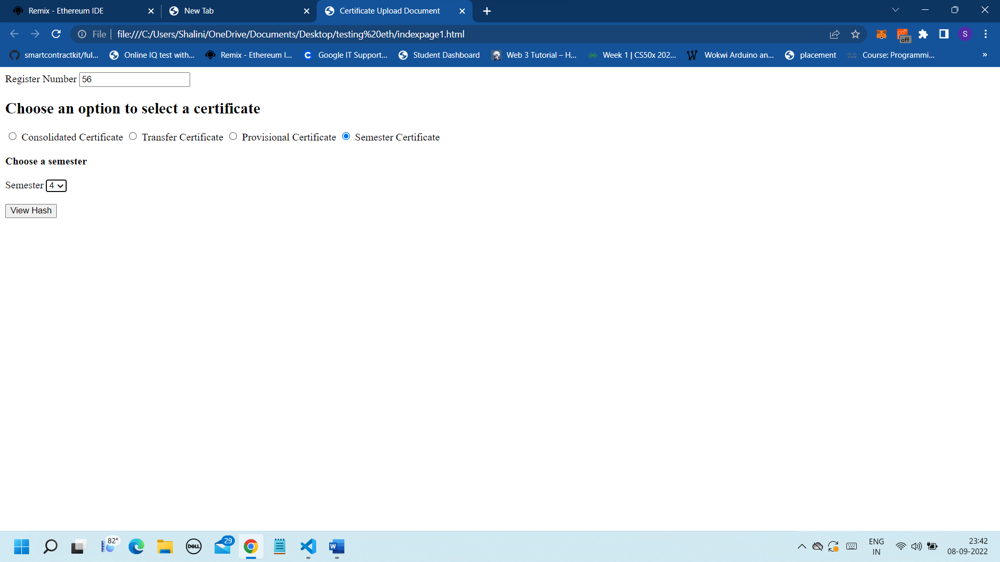 Remix - Ethereum IDE
New Tab
Certificate Upload Document
File
file:///C:/Users/Shalini/OneDrive/Documents/Desktop/testing%20eth/indexpage1.html
off
S
smartcontractkit/ful...
Online IQ test with...
Remix - Ethereum I...
Google IT Support...
Student Dashboard
Web 3 Tutorial – H...
Week 1 | CS50x 202...
Wokwi Arduino an...
placement
Course: Programmi...
»
Register Number 56
Choose an option to select a certificate
Consolidated Certificate Transfer Certificate Provisional Certificate Semester Certificate
Choose a semester
Semester 4
View Hash
82°
DELL
29
W
ENG
IN
23:42
08-09-2022